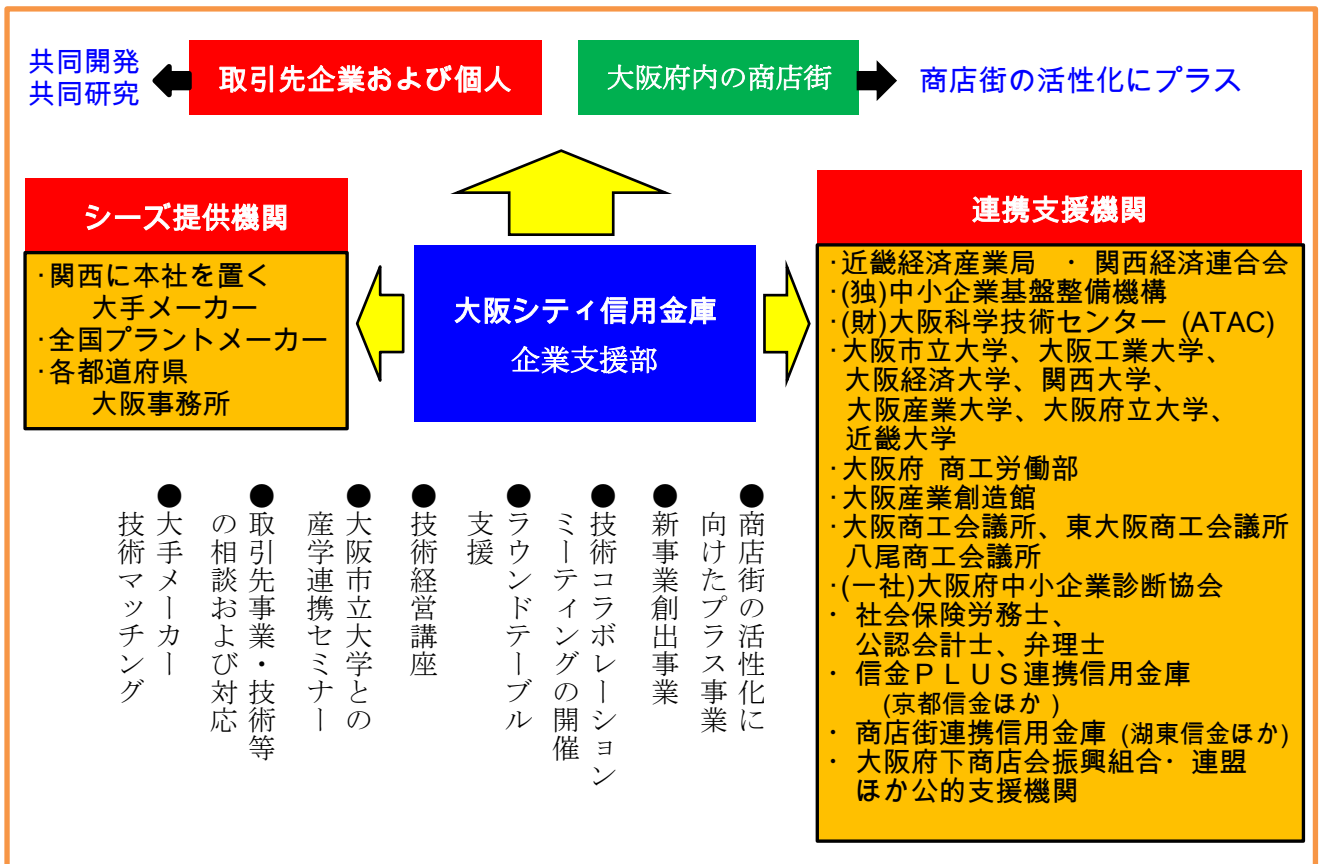 共同開発
共同研究
取引先企業および個人
大阪府内の商店街
商店街の活性化にプラス
シーズ提供機関
・関西に本社を置く
大手メーカー
・全国プラントメーカー
・各都道府県
大阪事務所
大阪シティ信用金庫
企業支援部
連携支援機関
・近畿経済産業局 ・ 関西経済連合会
・(独)中小企業基盤整備機構
・(財)大阪科学技術センター (ATAC)
・大阪市立大学、大阪工業大学、
大阪経済大学、関西大学、
大阪産業大学、大阪府立大学、
近畿大学
・大阪府 商工労働部
・大阪産業創造館
・大阪商工会議所、東大阪商工会議所
八尾商工会議所
・(一社)大阪府中小企業診断協会
・ 社会保険労務士、
公認会計士、弁理士
・ 信金PLUS連携信用金庫
(京都信金ほか)
・ 商店街連携信用金庫 (湖東信金ほか)
・ 大阪府下商店会振興組合・連盟
ほか公的支援機関
●商店街の活性化に
向けたプラス事業
●新事業創出事業
●技術コラボレーション
ミーティングの開催
●ラウンドテーブル
支援
●技術経営講座
●大阪市立大学との
産学連携セミナー
●取引先事業・技術等
の相談および対応
●大手メーカー
技術マッチング